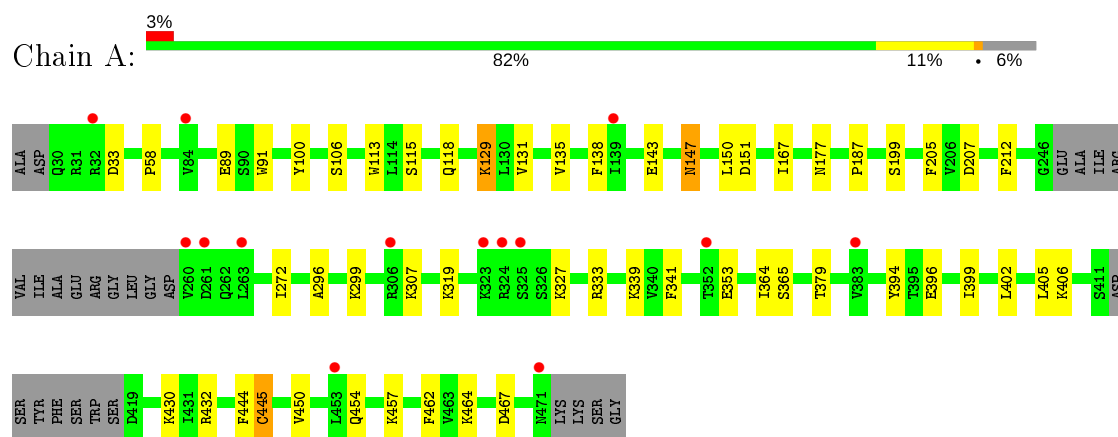 3%
Chain A:
82% 11% • 6%
ALA ASP Q30 R31 R32 D33 P58 V84 E89 S90 W91 Y100 S106 W113 L114 S115 Q118 K129 L130 V131 V135 F138 I139 E143 N147 L150 D151 I167 N177 P187 S199 F205 V206 D207 F212 G246 GLU ALA ILE ARG
VAL ILE ALA GLU ARG GLY LEU GLY ASP V260 D261 Q262 L263 I272 A296 K299 R306 K307 K319 K323 R324 S325 S326 K327 R333 K339 V340 F341 T352 E353 I364 S365 T379 V383 Y394 T395 E396 I399 L402 L405 K406 S411 ASP
SER TYR PHE SER TRP SER D419 K430 I431 R432 F444 C445 V450 L453 Q454 K457 F462 V463 K464 D467 N471 LYS LYS SER GLY